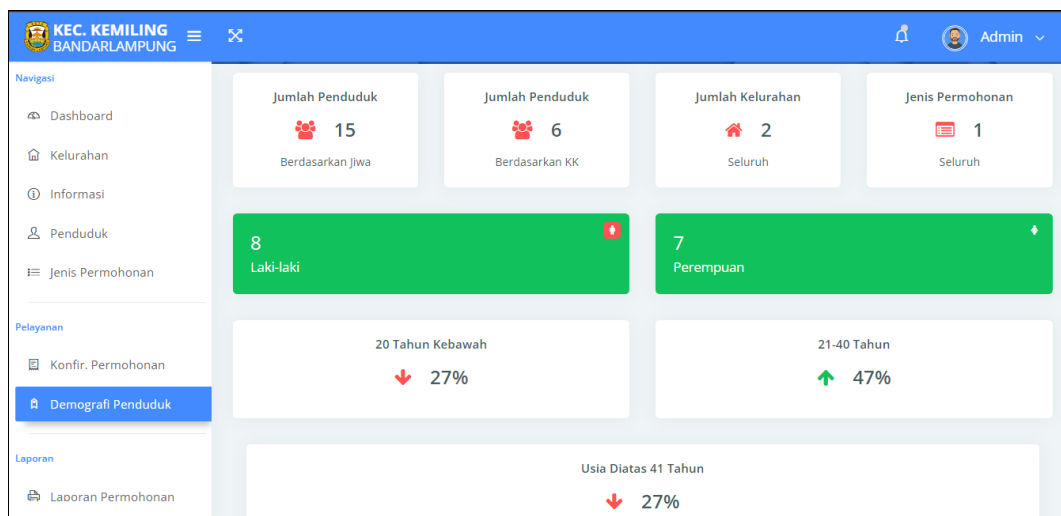 KEC. KEMILING
BANDARLAMPUNG
Admin
Navigasi
Dashboard
Kelurahan
Informasi
Penduduk
Jenis Permohonan
Pelayanan
Konfir. Permohonan
Demografi Penduduk
Laporan
Laporan Permohonan
Jumlah Penduduk
15
Berdasarkan Jiwa
Jumlah Penduduk
6
Berdasarkan KK
Jumlah Kelurahan
2
Seluruh
Jenis Permohonan
1
Seluruh
8
Laki-laki
7
Perempuan
20 Tahun Kebawah
27%
21-40 Tahun
47%
Usia Diatas 41 Tahun
27%